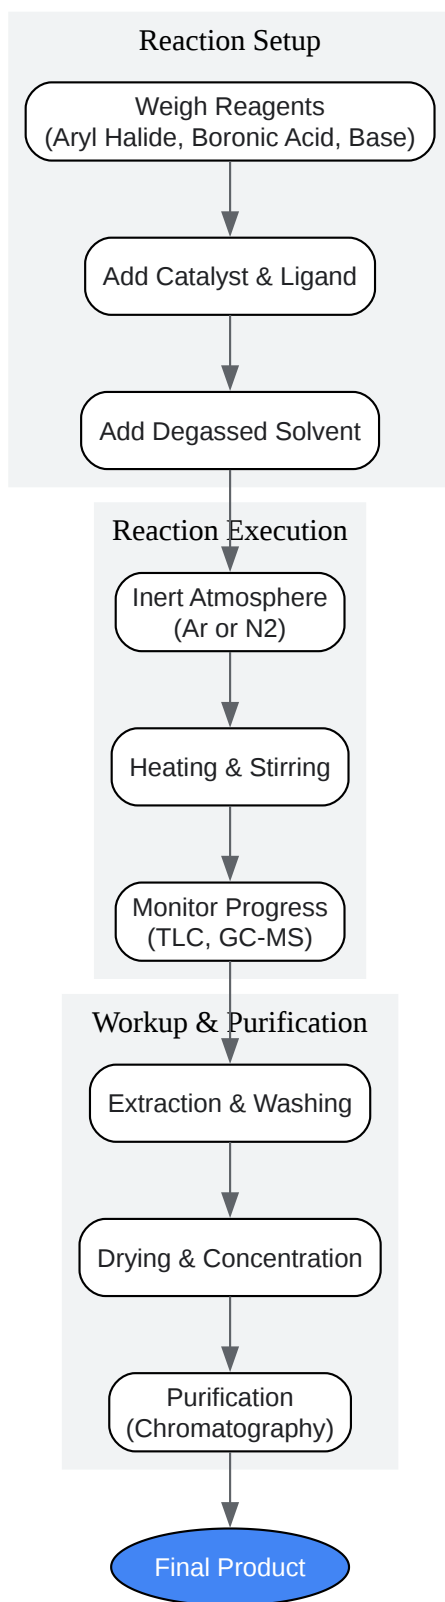 Reaction Setup
Weigh Reagents
(Aryl Halide, Boronic Acid, Base)
Add Catalyst & Ligand
Add Degassed Solvent
Reaction Execution
Inert Atmosphere
(Ar or N2)
Heating & Stirring
Monitor Progress
(TLC, GC-MS)
Workup & Purification
Extraction & Washing
Drying & Concentration
Purification
(Chromatography)
Final Product